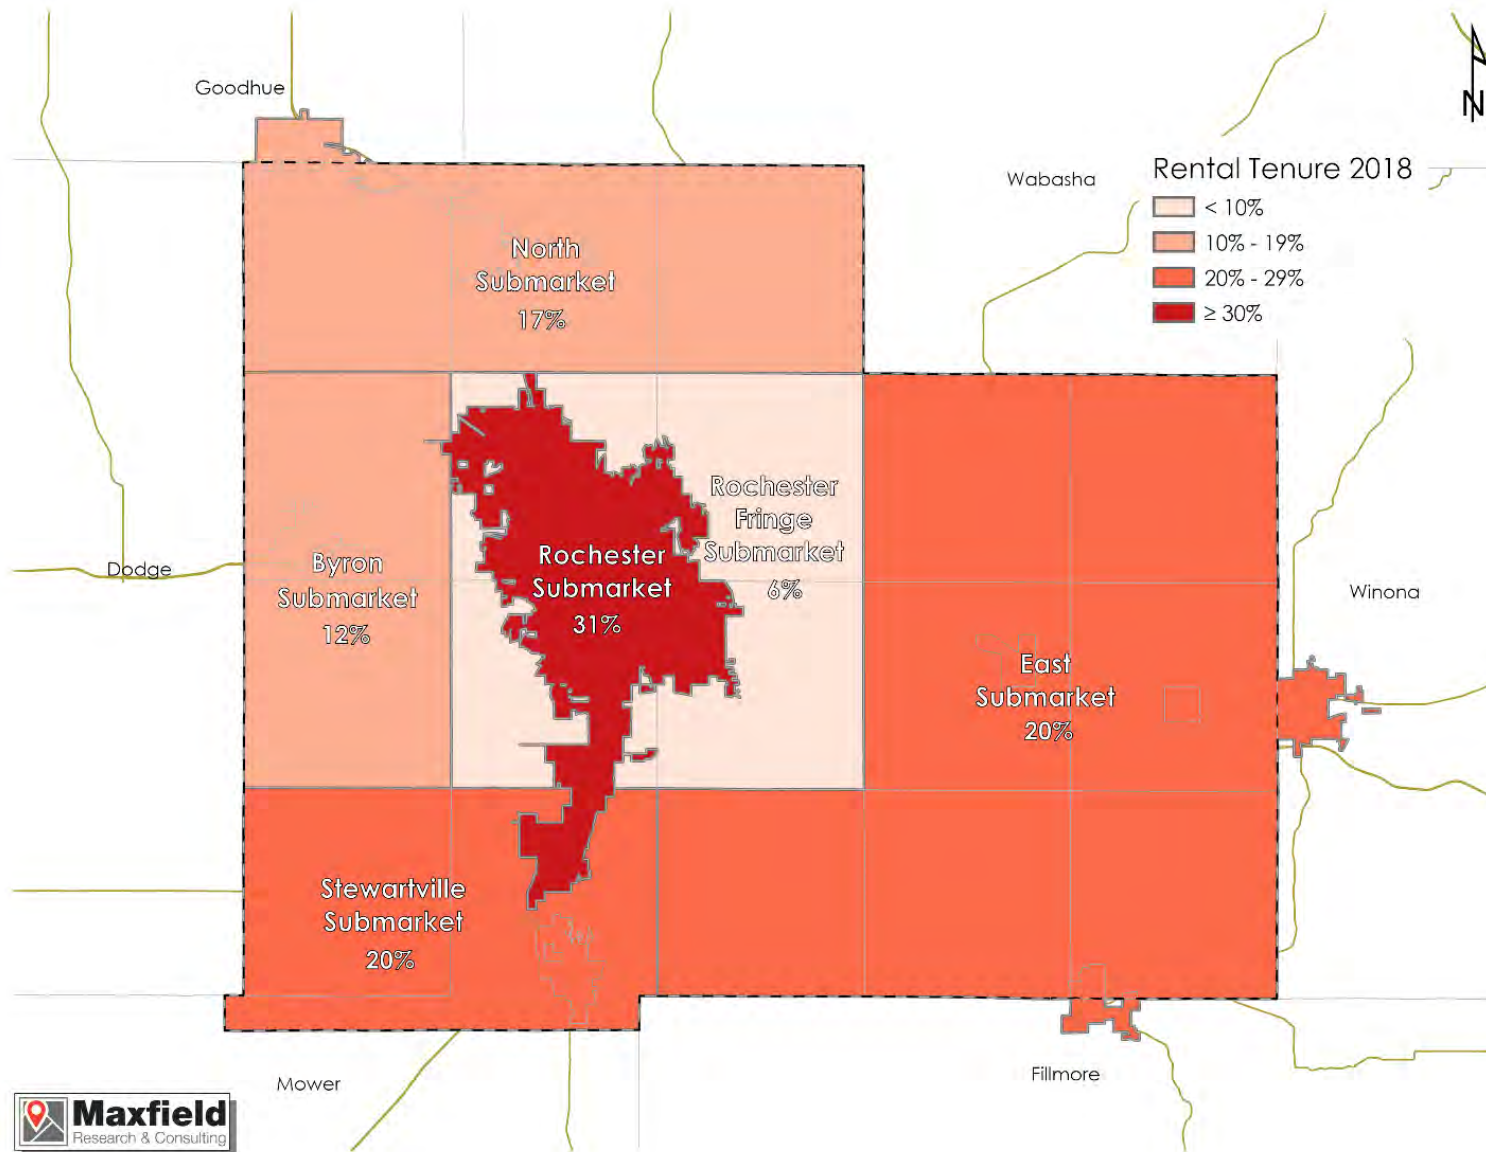 Goodhue
N
Wabasha
Rental Tenure 2018
< 10%
10% - 19%
20% - 29%
≥ 30%
North
Submarket
17%
Rochester
Fringe
Submarket
6%
Rochester
Submarket
31%
Byron
Submarket
12%
Dodge
Winona
East
Submarket
20%
Stewartville
Submarket
20%
Mower
Fillmore
Maxfield
Research & Consulting